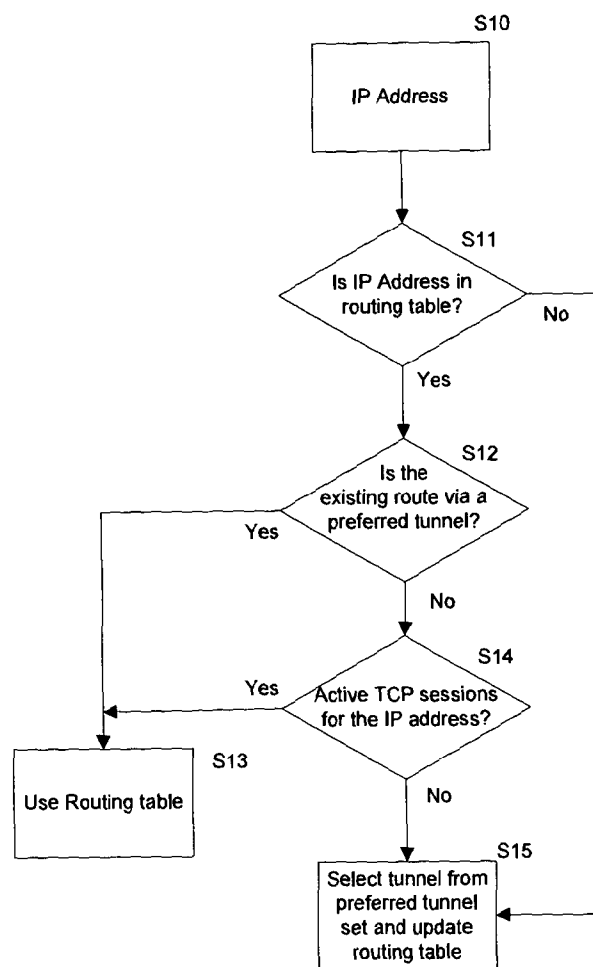 S10
IP Address
S11
Is IP Address in
routing table?
No
Yes
S12
Is the
existing route via a
preferred tunnel?
Yes
No
S14
Yes
Active TCP sessions
for the IP address?
S13
Use Routing table
No
S15
Select tunnel from
preferred tunnel
set and update
routing table